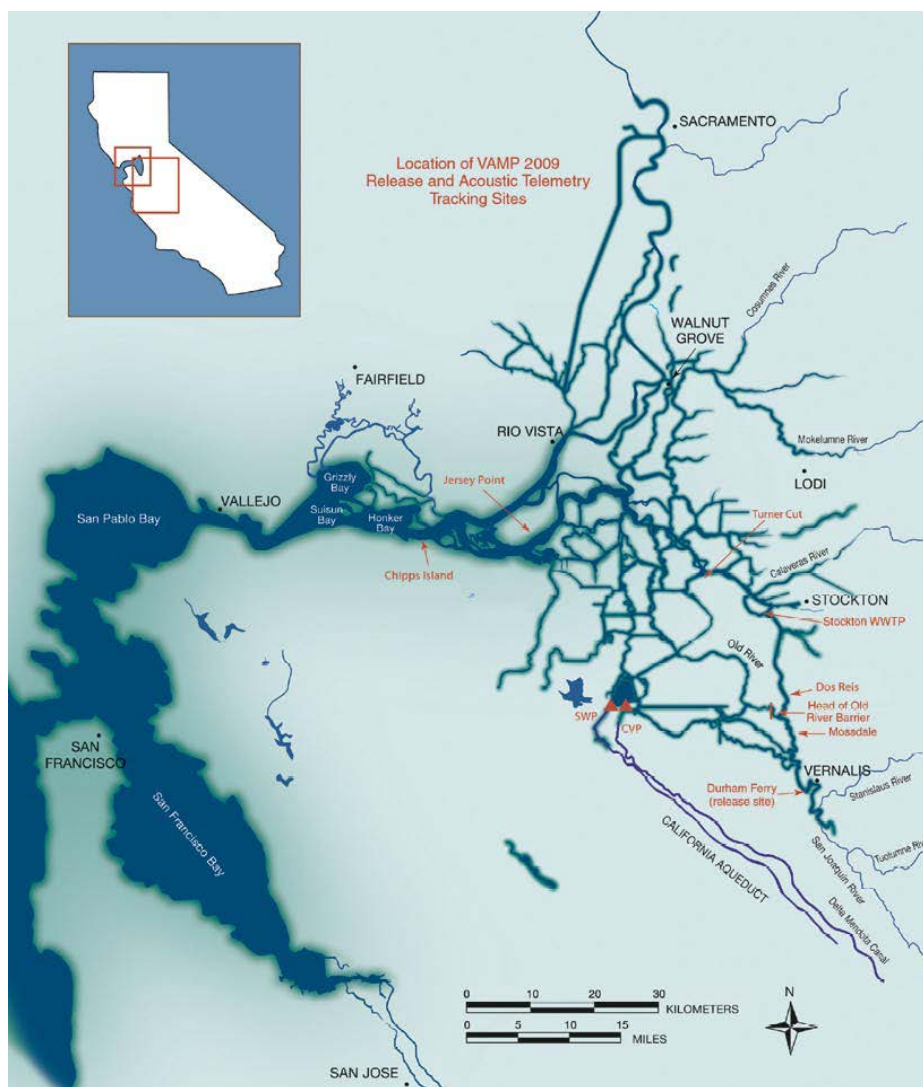 SACRAMENTO
Location of VAMP 2009
Release and Acoustic Telemetry
Tracking Sites
Cosumnes River
WALNUT
GROVE
FAIRFIELD
RIO VISTA
Mokelumne River
LODI
Grizzly
Bay
Jersey Point
VALLEJO
Suisun
Bay
Honker
Bay
San Pablo Bay
Turner Cut
Calaveras River
Chipps Island
STOCKTON
Stockton WWTP
Old River
Dos Reis
Head of Old
River Barrier
Mossdale
SWP
CVP
SAN
FRANCISCO
VERNALIS
Stanislaus River
Durham Ferry
(release site)
San Francisco Bay
CALIFORNIA AQUEDUCT
San Joaquin River
Tuolumne Riv
Delta Mendota Canal
N
0 10 20 30
KILOMETERS
0 5 10 15
MILES
SAN JOSE